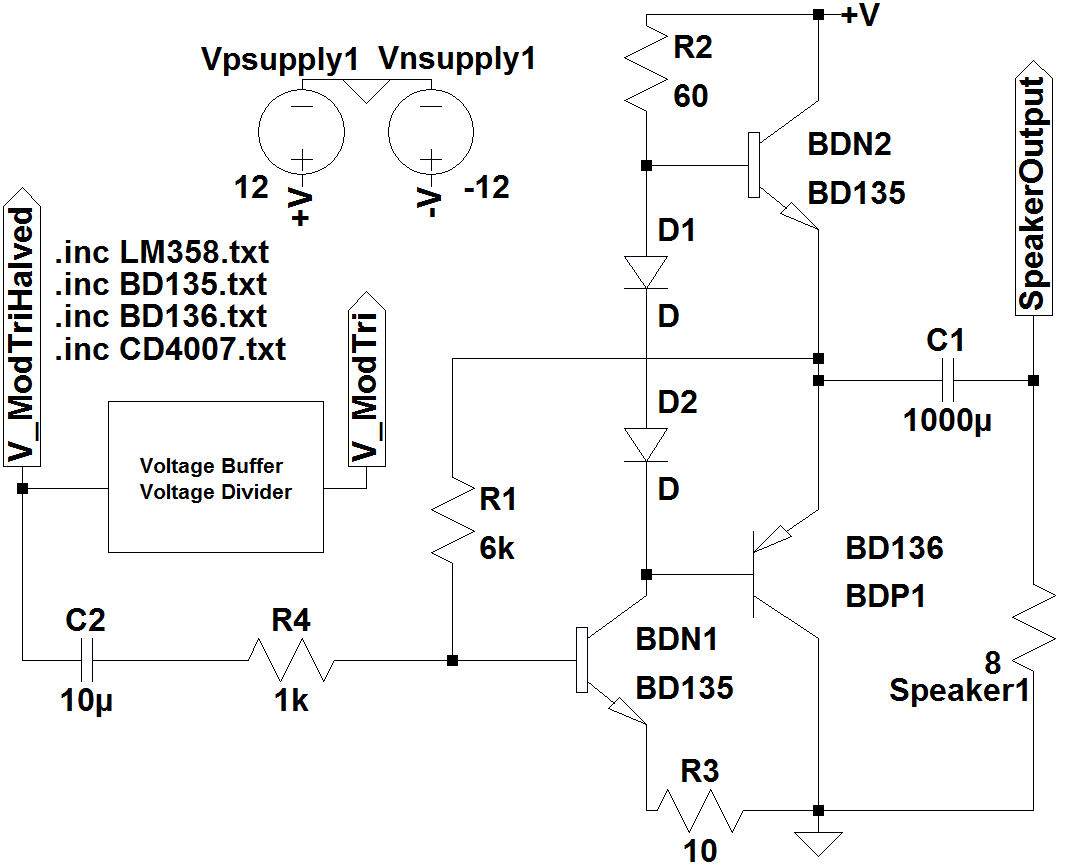 +V
R2
60
Vpsupply1 Vnsupply1
12
+V
-V
-12
BDN2
BD135
SpeakerOutput
V_ModTriHalved
.inc LM358.txt
.inc BD135.txt
.inc BD136.txt
.inc CD4007.txt
V_ModTri
D1
D
C1
1000µ
D2
D
Voltage Buffer
Voltage Divider
R1
6k
BD136
BDP1
C2
10µ
R4
1k
BDN1
BD135
8
Speaker1
R3
10